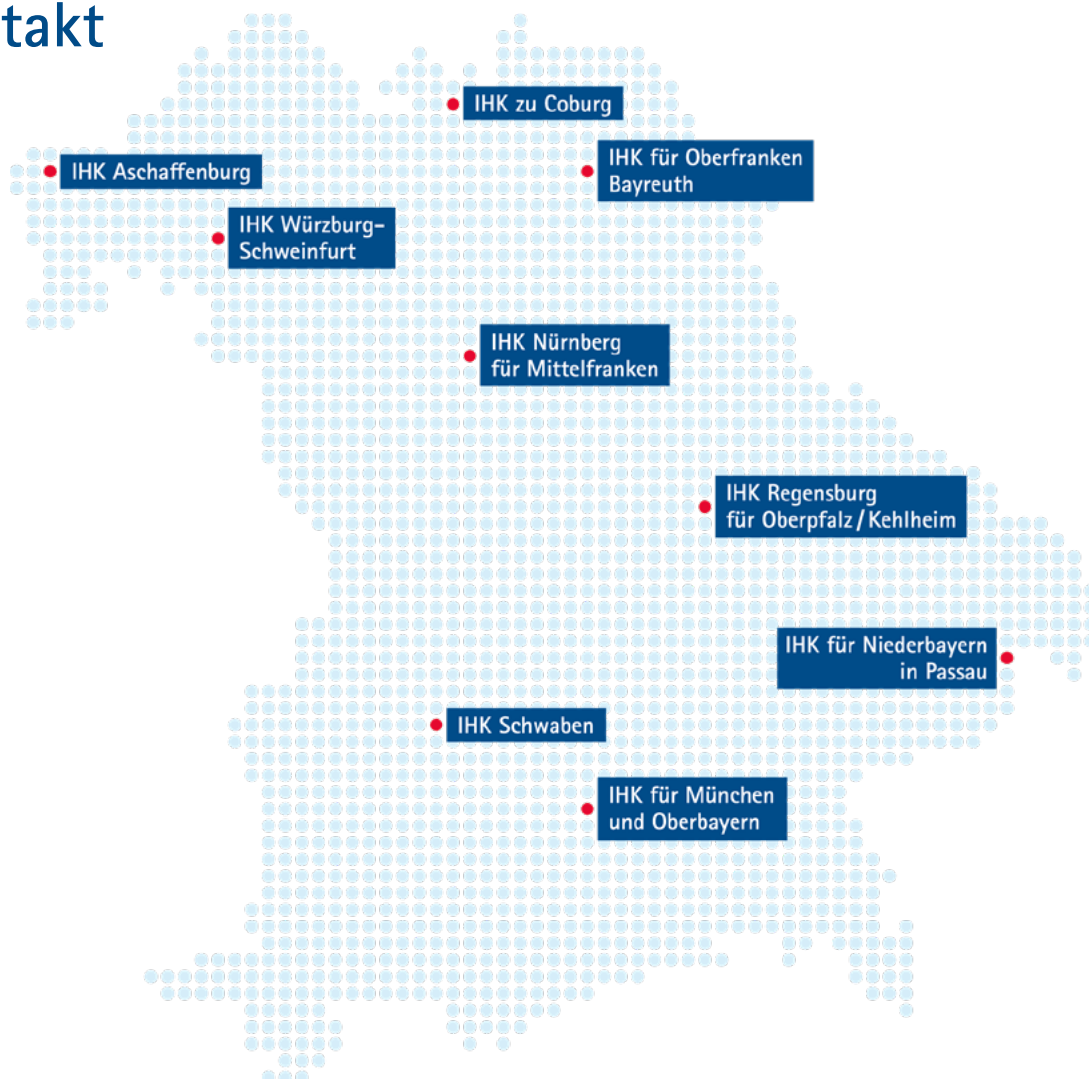 takt
IHK zu Coburg
IHK für Oberfranken
Bayreuth
IHK Aschaffenburg
IHK Würzburg-
Schweinfurt
IHK Nürnberg
für Mittelfranken
IHK Regensburg
für Oberpfalz / Kehlheim
IHK für Niederbayern
in Passau
IHK Schwaben
IHK für München
und Oberbayern